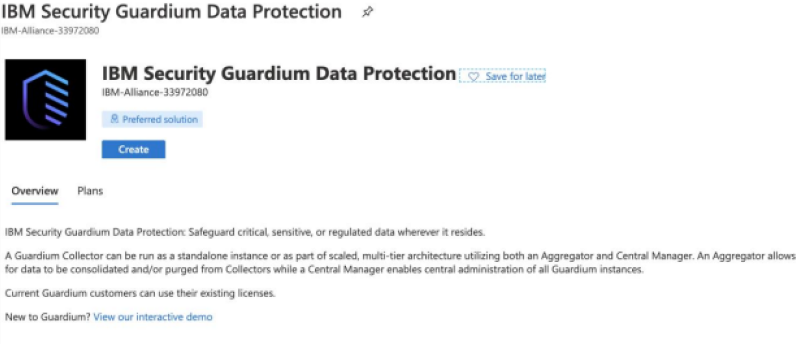 IBM Security Guardium Data Protection
IBM-Alliance-33972080
IBM Security Guardium Data Protection Save for later
IBM-Alliance-33972080
Preferred solution
Create
Overview Plans
IBM Security Guardium Data Protection: Safeguard critical, sensitive, or regulated data wherever it resides.
A Guardium Collector can be run as a standalone instance or as part of scaled, multi-tier architecture utilizing both an Aggregator and Central Manager. An Aggregator allows
for data to be consolidated and/or purged from Collectors while a Central Manager enables central administration of all Guardium instances.
Current Guardium customers can use their existing licenses.
New to Guardium? View our interactive demo